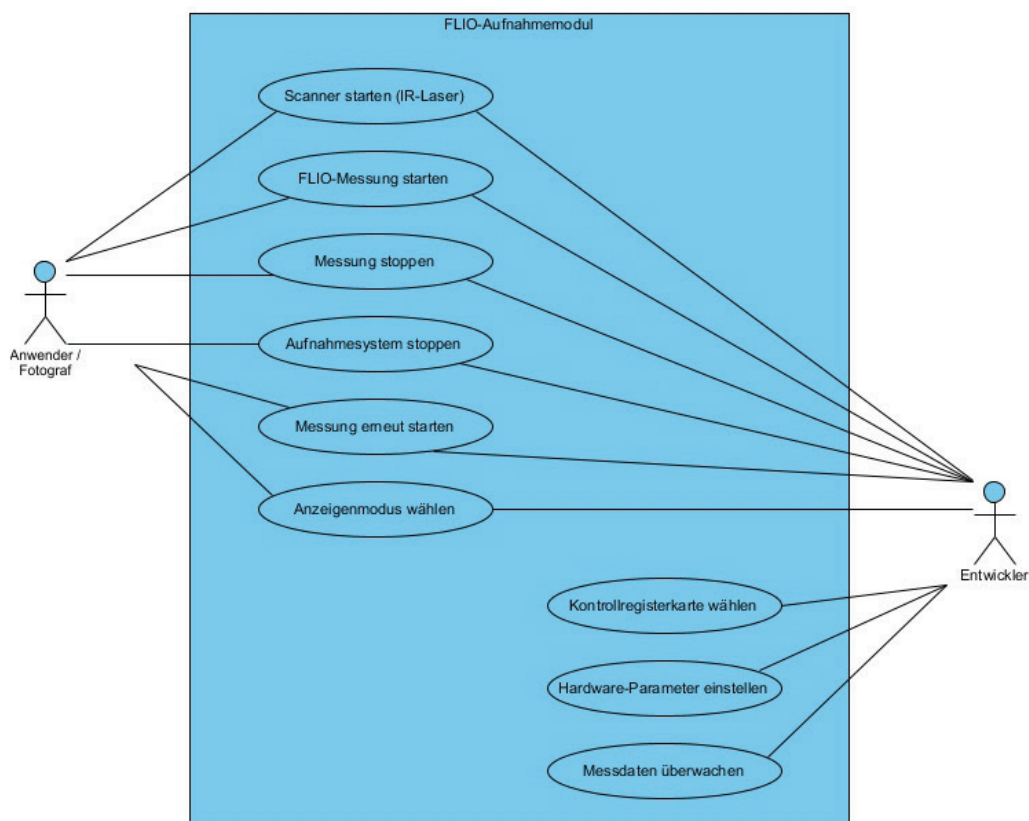 FLIO-Aufnahmemodul
Scanner starten (IR-Laser)
FLIO-Messung starten
Messung stoppen
Anwender /
Fotograf
Aufnahmesystem stoppen
Messung erneut starten
Anzeigenmodus wählen
Entwickler
Kontrollregisterkarte wählen
Hardware-Parameter einstellen
Messdaten überwachen